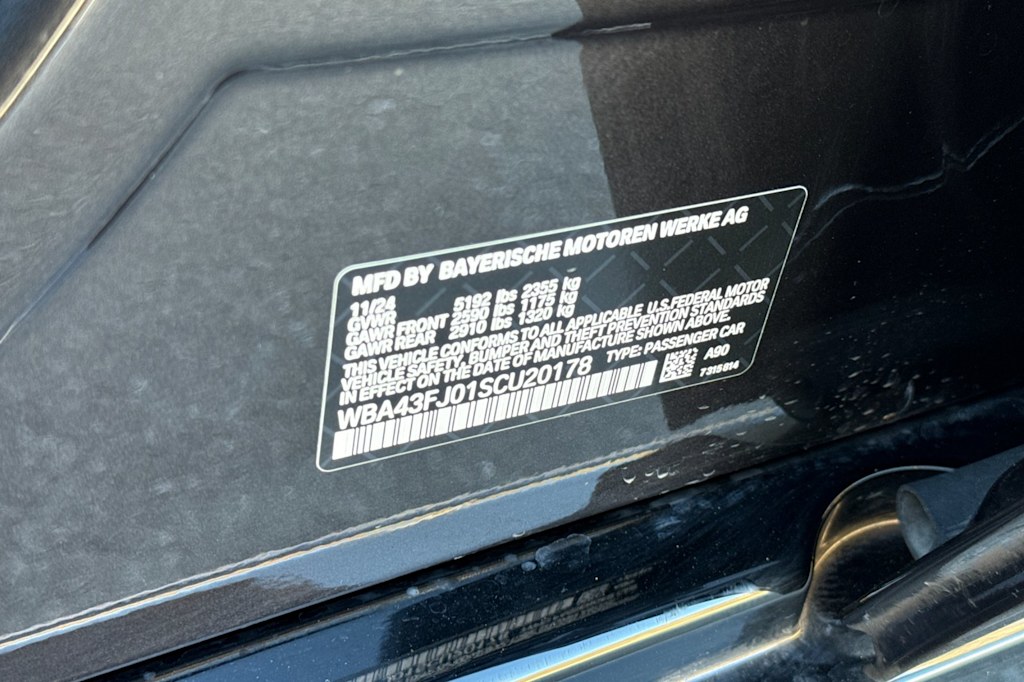 MFD BY BAYERISCHE MOTOREN WERKE AG
11/24
GVWR 5192 lbs 2355 kg
GAWR FRONT 2590 lbs 1175 kg
GAWR REAR 2910 lbs 1320 kg
THIS VEHICLE CONFORMS TO ALL APPLICABLE U.S.FEDERAL MOTOR
VEHICLE SAFETY, BUMPER AND THEFT PREVENTION STANDARDS
IN EFFECT ON THE DATE OF MANUFACTURE SHOWN ABOVE.
WBA43FJ01SCU20178 TYPE: PASSENGER CAR
A90
7315814